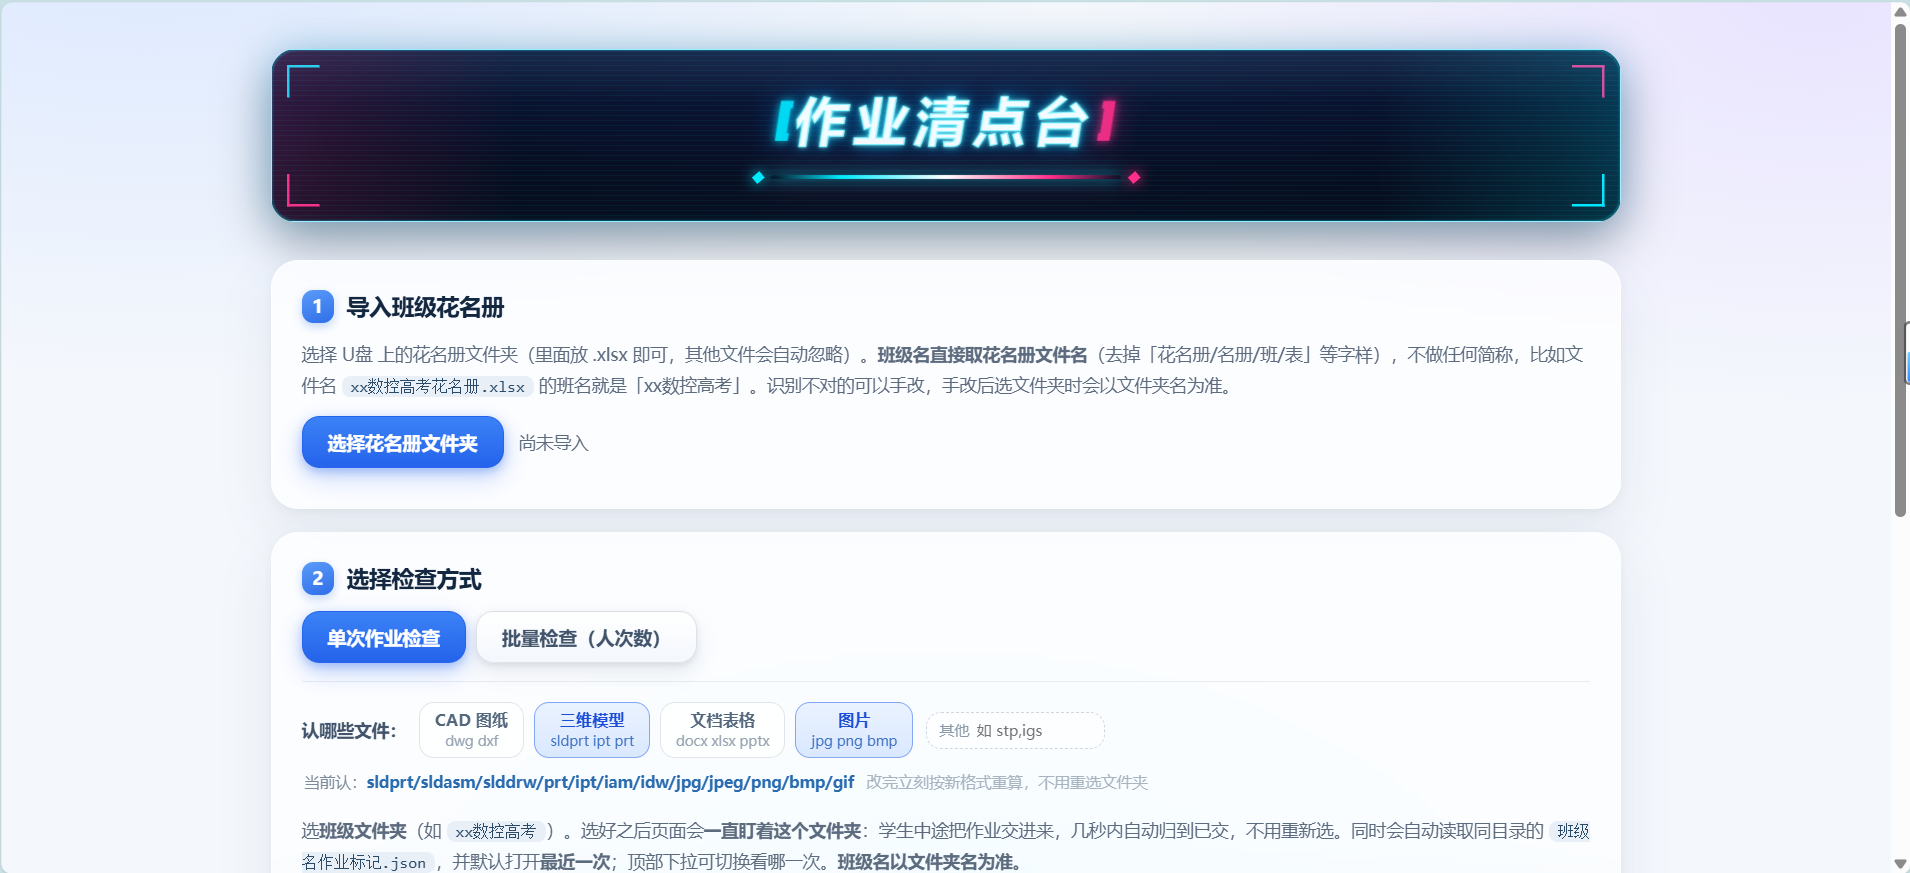 【作业清点台】
1 导入班级花名册
选择 U盘 上的花名册文件夹（里面放 .xlsx 即可，其他文件会自动忽略）。班级名直接取花名册文件名（去掉「花名册/名册/班/表」等字样），不做任何简称，比如文
件名 xx数控高考花名册.xlsx 的班名就是「xx数控高考」。识别不对的可以手改，手改后选文件夹时会以文件夹名为准。
选择花名册文件夹 尚未导入
2 选择检查方式
单次作业检查 批量检查（人次数）
认哪些文件： CAD 图纸 三维模型 文档表格 图片 其他 如 stp,igs
dwg dxf sldprt ipt prt docx xlsx pptx jpg png bmp
当前认：sldprt/sldasm/slddrw/prt/ipt/iam/idw/jpg/jpeg/png/bmp/gif 改完立刻按新格式重算，不用重选文件夹
选班级文件夹（如 xx数控高考 ）。选好之后页面会一直盯着这个文件夹：学生中途把作业交进来，几秒内自动归到已交，不用重新选。同时会自动读取同目录的 班级
名作业标记.json ，并默认打开最近一次；顶部下拉可切换看哪一次。班级名以文件夹名为准。